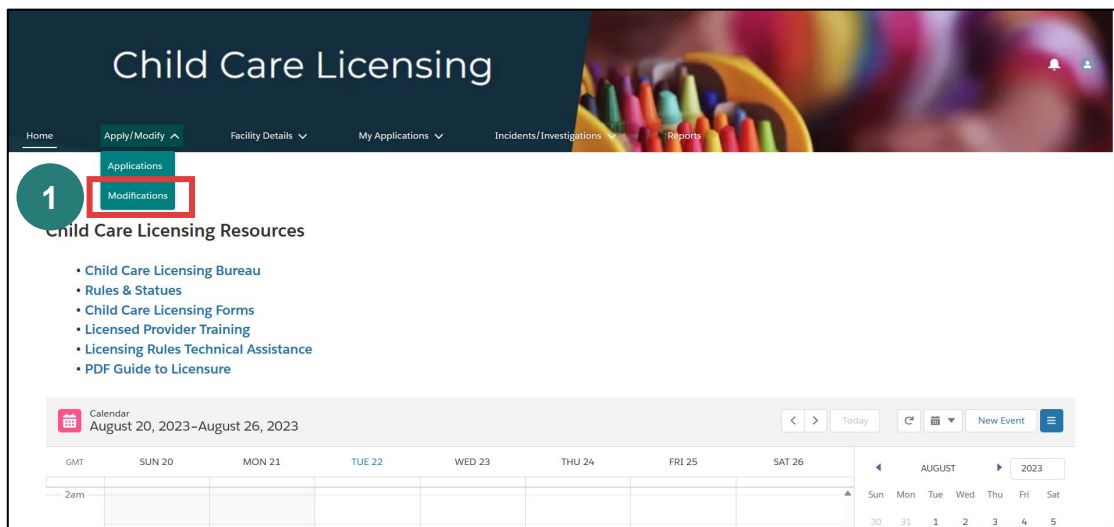 Child Care Licensing
Home Apply/Modify Facility Details My Applications Incidents/Investigations Reports
Applications
Modifications
1
Child Care Licensing Resources
• Child Care Licensing Bureau
• Rules & Statues
• Child Care Licensing Forms
• Licensed Provider Training
• Licensing Rules Technical Assistance
• PDF Guide to Licensure
Calendar
August 20, 2023–August 26, 2023
Today New Event
GMT SUN 20 MON 21 TUE 22 WED 23 THU 24 FRI 25 SAT 26
AUGUST 2023
2am
Sun Mon Tue Wed Thu Fri Sat
30 31 1 2 3 4 5